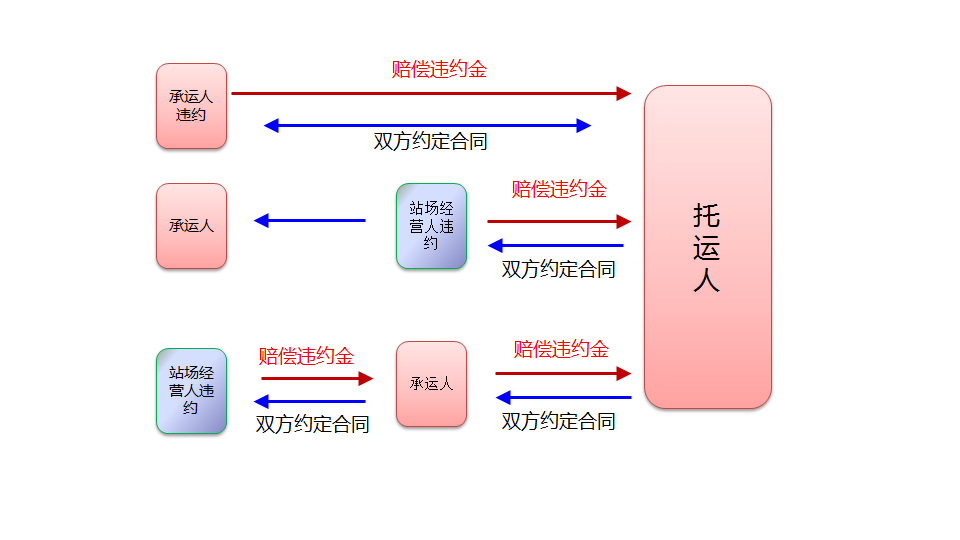 赔偿违约金
承运人
违约
双方约定合同
承运人
站场经
营人违
约
赔偿违约金
双方约定合同
托
运
人
站场经
营人违
约
赔偿违约金
双方约定合同
承运人
赔偿违约金
双方约定合同